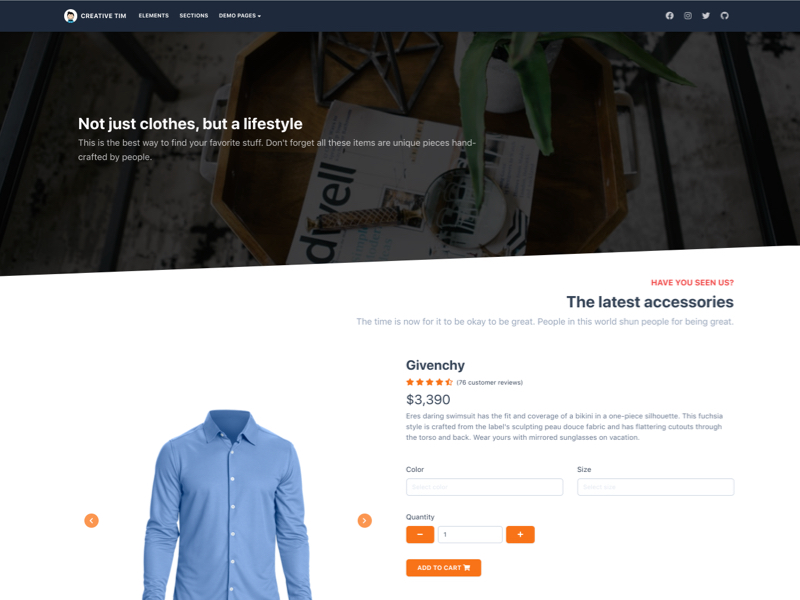 CREATIVE TIM ELEMENTS SECTIONS DEMO PAGES
Not just clothes, but a lifestyle
This is the best way to find your favorite stuff. Don't forget all these items are unique pieces hand-
crafted by people.
dwell
HAVE YOU SEEN US?
The latest accessories
The time is now for it to be okay to be great. People in this world shun people for being great.
Givenchy
(76 customer reviews)
$3,390
Eres daring swimsuit has the fit and coverage of a bikini in a one-piece silhouette. This fuchsia
style is crafted from the label's sculpting peau douce fabric and has flattering cutouts through
the torso and back. Wear yours with mirrored sunglasses on vacation.
Color Size
Select color Select size
Quantity
1
ADD TO CART